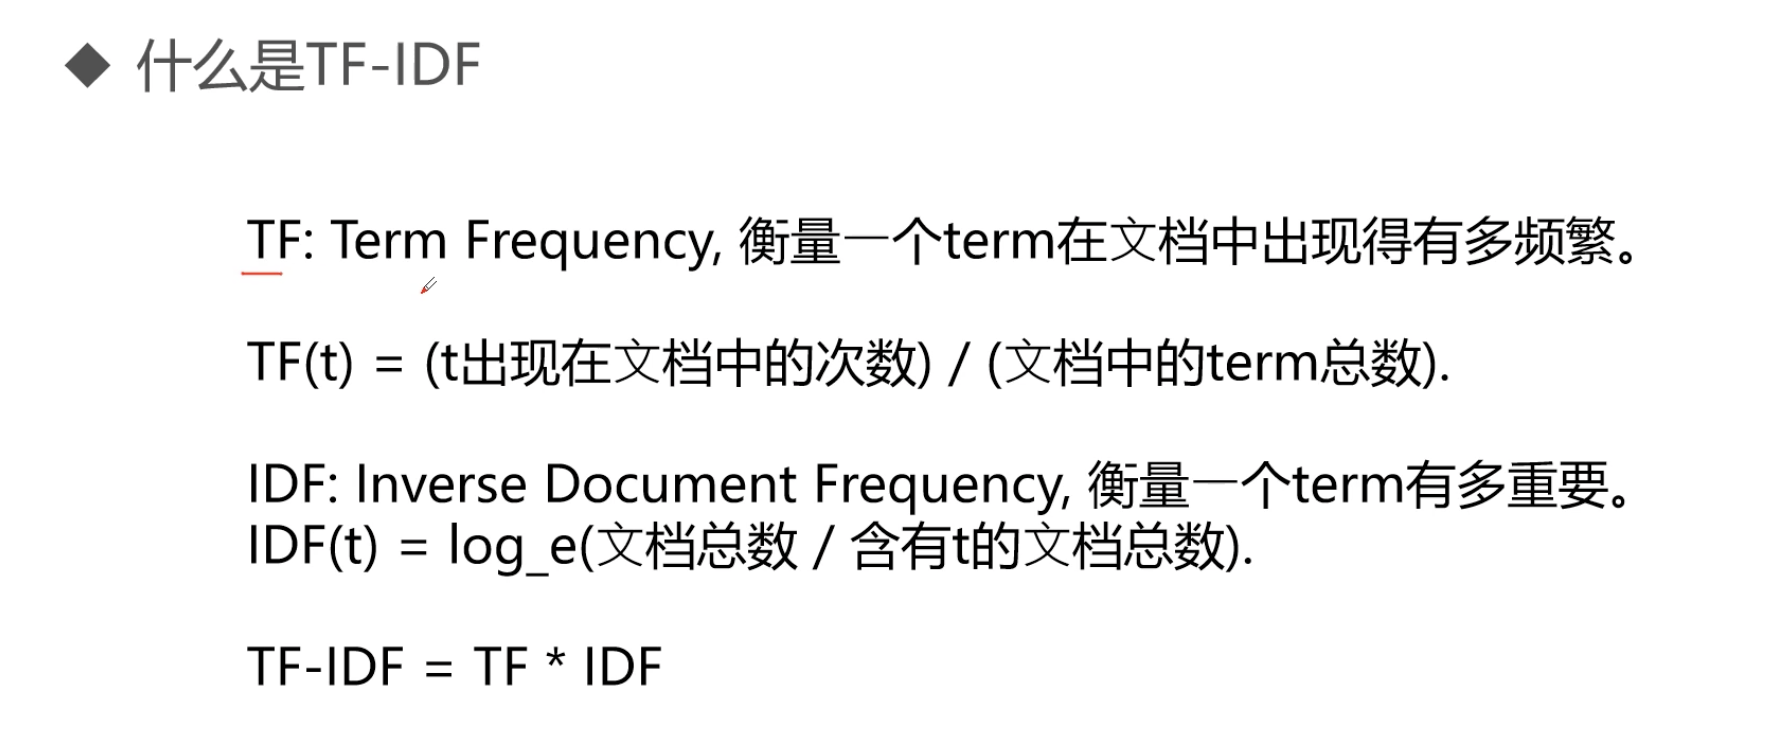 ◆ 什么是TF-IDF
TF: Term Frequency, 衡量一个term在文档中出现得有多频繁。
TF(t) = (t出现在文档中的次数) / (文档中的term总数).
IDF: Inverse Document Frequency, 衡量一个term有多重要。
IDF(t) = log_e(文档总数 / 含有t的文档总数).
TF-IDF = TF * IDF